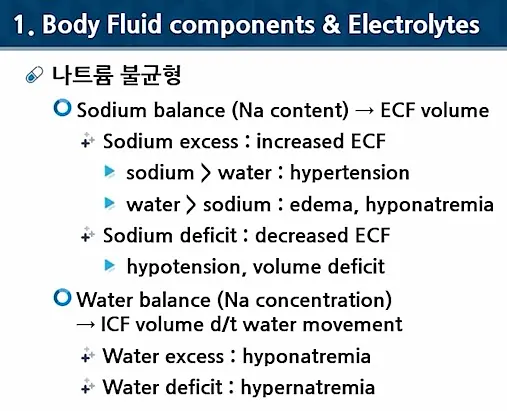 1. Body Fluid components & Electrolytes
나트륨 불균형
Sodium balance (Na content) → ECF volume
Sodium excess : increased ECF
sodium > water : hypertension
water > sodium : edema, hyponatremia
Sodium deficit : decreased ECF
hypotension, volume deficit
Water balance (Na concentration)
→ ICF volume d/t water movement
Water excess : hyponatremia
Water deficit : hypernatremia